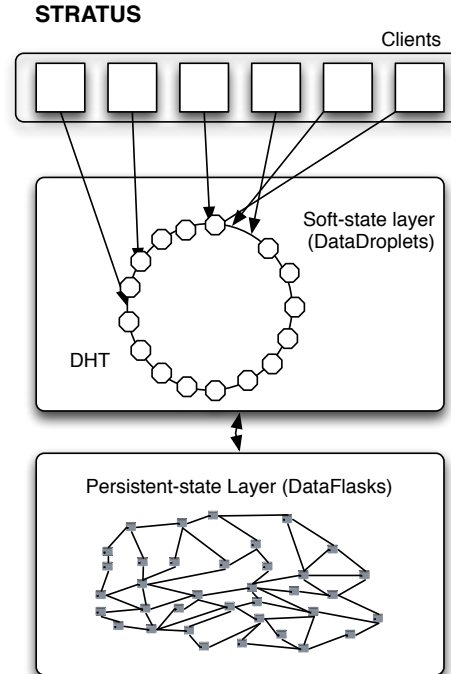 STRATUS
Clients
Soft-state layer
(DataDroplets)
DHT
Persistent-state Layer (DataFlasks)